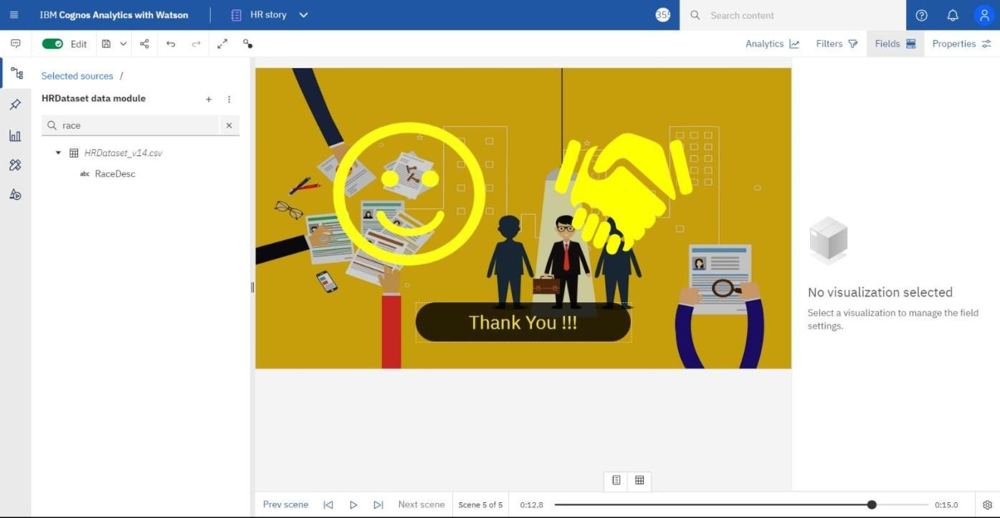 IBM Cognos Analytics with Watson
HR story
Search content
Edit
Analytics
Filters
Fields
Properties
Selected sources /
HRDataset data module
race
HRDataset_v14.csv
abc RaceDesc
Thank You !!!
No visualization selected
Select a visualization to manage the field
settings.
Prev scene
Next scene
Scene 5 of 5
0:12.8
0:15.0